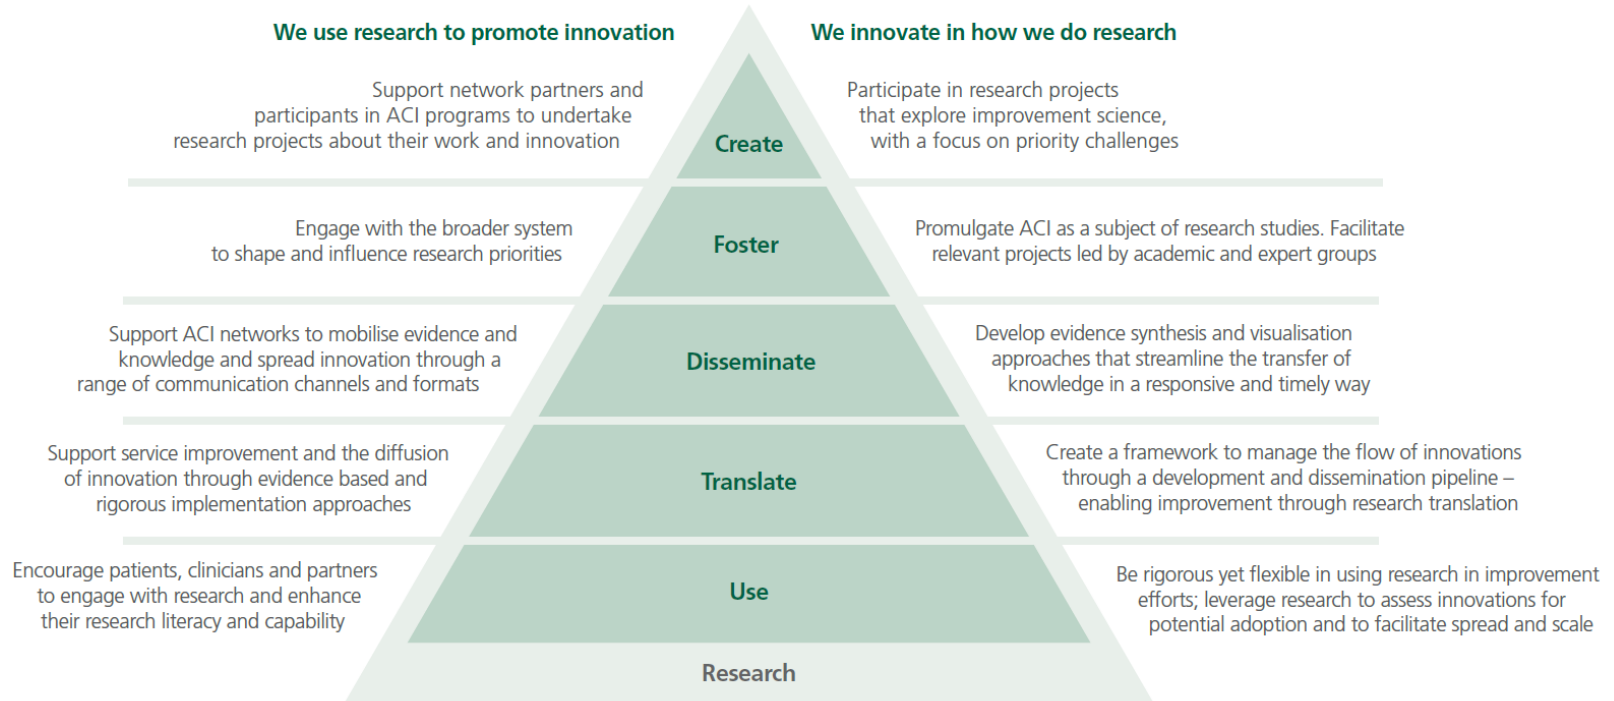 We use research to promote innovation
We innovate in how we do research
Support network partners and
participants in ACI programs to undertake
research projects about their work and innovation
Create
Participate in research projects
that explore improvement science,
with a focus on priority challenges
Engage with the broader system
to shape and influence research priorities
Foster
Promulgate ACI as a subject of research studies. Facilitate
relevant projects led by academic and expert groups
Support ACI networks to mobilise evidence and
knowledge and spread innovation through a
range of communication channels and formats
Disseminate
Develop evidence synthesis and visualisation
approaches that streamline the transfer of
knowledge in a responsive and timely way
Support service improvement and the diffusion
of innovation through evidence based and
rigorous implementation approaches
Translate
Create a framework to manage the flow of innovations
through a development and dissemination pipeline –
enabling improvement through research translation
Encourage patients, clinicians and partners
to engage with research and enhance
their research literacy and capability
Use
Be rigorous yet flexible in using research in improvement
efforts; leverage research to assess innovations for
potential adoption and to facilitate spread and scale
Research